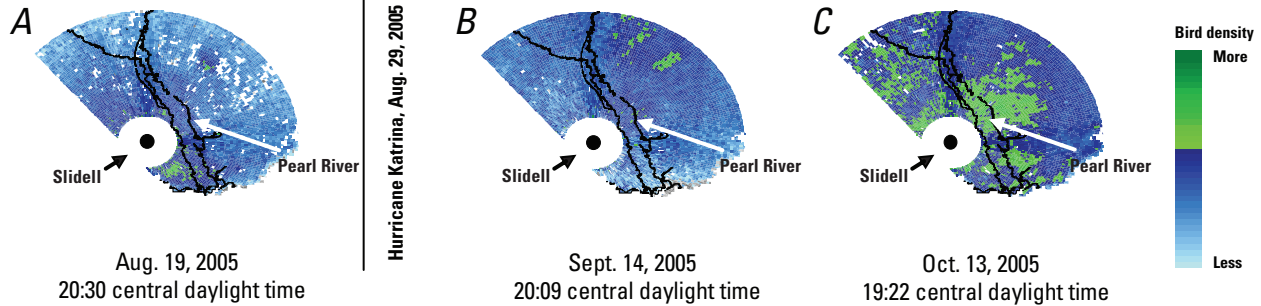 A
Slidell
Pearl River
Aug. 19, 2005
20:30 central daylight time
Hurricane Katrina, Aug. 29, 2005
B
Slidell
Pearl River
Sept. 14, 2005
20:09 central daylight time
C
Slidell
Pearl River
Oct. 13, 2005
19:22 central daylight time
Bird density
More
Less